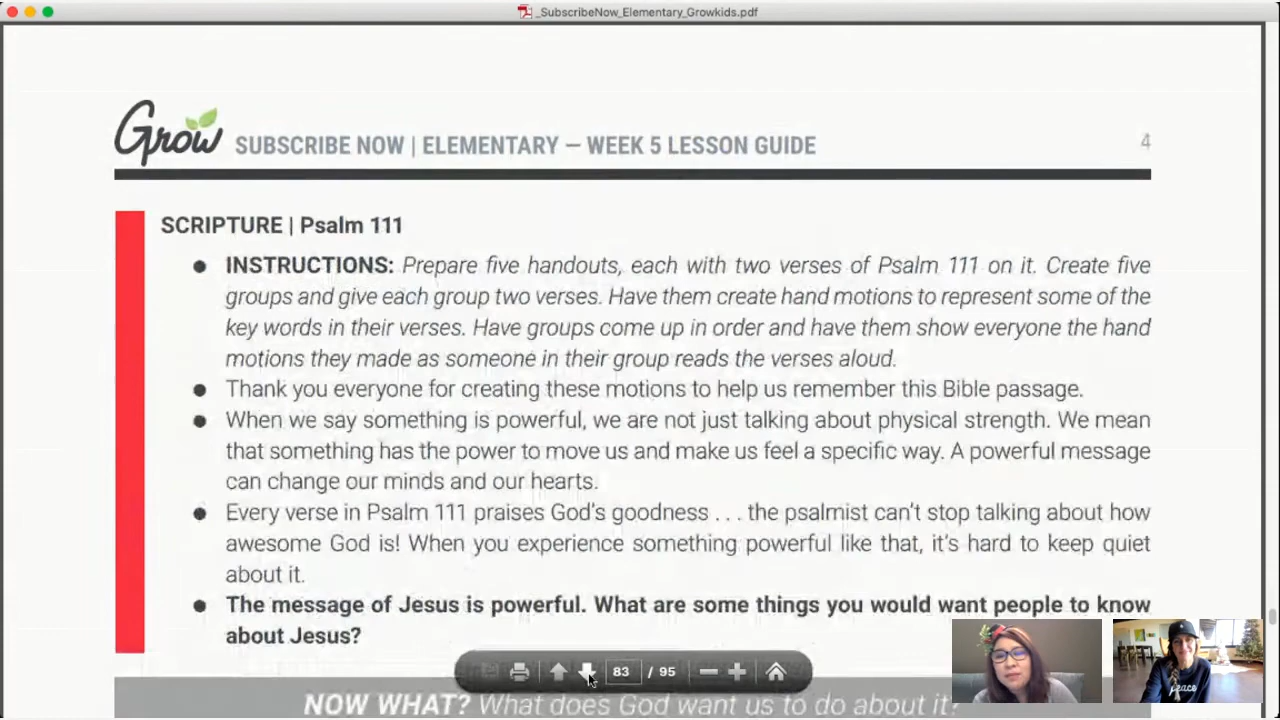 _SubscribeNow_Elementary_Growkids.pdf
Grow
SUBSCRIBE NOW | ELEMENTARY — WEEK 5 LESSON GUIDE
4
SCRIPTURE | Psalm 111
● INSTRUCTIONS: Prepare five handouts, each with two verses of Psalm 111 on it. Create five
groups and give each group two verses. Have them create hand motions to represent some of the
key words in their verses. Have groups come up in order and have them show everyone the hand
motions they made as someone in their group reads the verses aloud.
● Thank you everyone for creating these motions to help us remember this Bible passage.
● When we say something is powerful, we are not just talking about physical strength. We mean
that something has the power to move us and make us feel a specific way. A powerful message
can change our minds and our hearts.
● Every verse in Psalm 111 praises God's goodness . . . the psalmist can't stop talking about how
awesome God is! When you experience something powerful like that, it's hard to keep quiet
about it.
● The message of Jesus is powerful. What are some things you would want people to know
about Jesus?
83 / 95
NOW WHAT? What does God want us to do about it?
peace